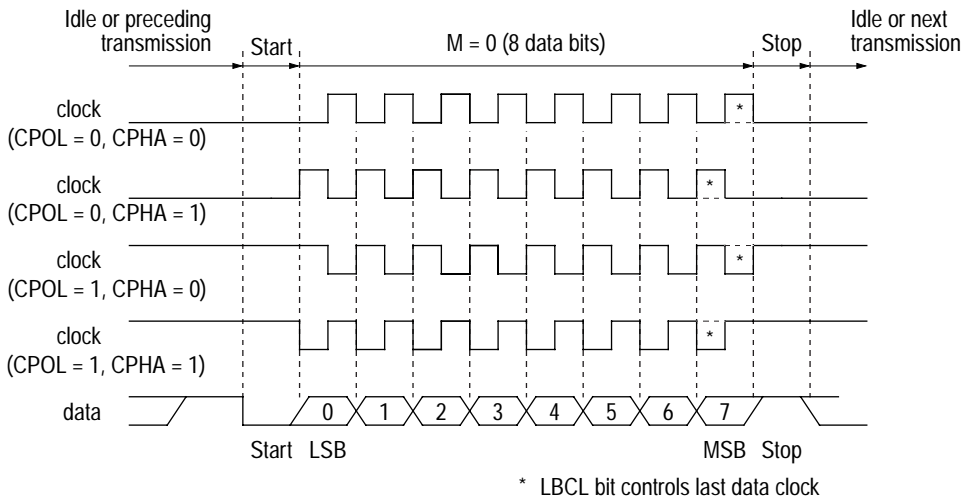 Idle or preceding
transmission
Start
M = 0 (8 data bits)
Stop
Idle or next
transmission
clock
(CPOL = 0, CPHA = 0)
*
clock
(CPOL = 0, CPHA = 1)
*
clock
(CPOL = 1, CPHA = 0)
*
clock
(CPOL = 1, CPHA = 1)
*
data
0 1 2 3 4 5 6 7
Start LSB MSB Stop
* LBCL bit controls last data clock